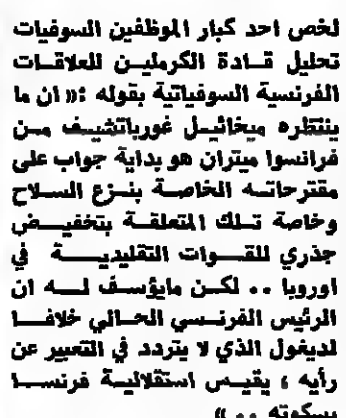 لخص احد كبار الموظفين السوفيات
تحليل قادة الكرملين للعلاقات
الفرنسية السوفياتية بقوله :« ان ما
ينتظره ميخائيل غورباتشيف من
فرانسوا ميتران هو بداية جواب على
مقترحاته الخاصة بنزع السلاح
وخاصة تلك المتعلقة بتخفيض
جذري للقوات التقليدية في
اوروبا .. لكن مايؤسف له ان
الرئيس الفرنسي الحالي خلافا
لديغول الذي لا يتردد في التعبير عن
رأيه ، يقيس استقلالية فرنسا
بسكوته .. »